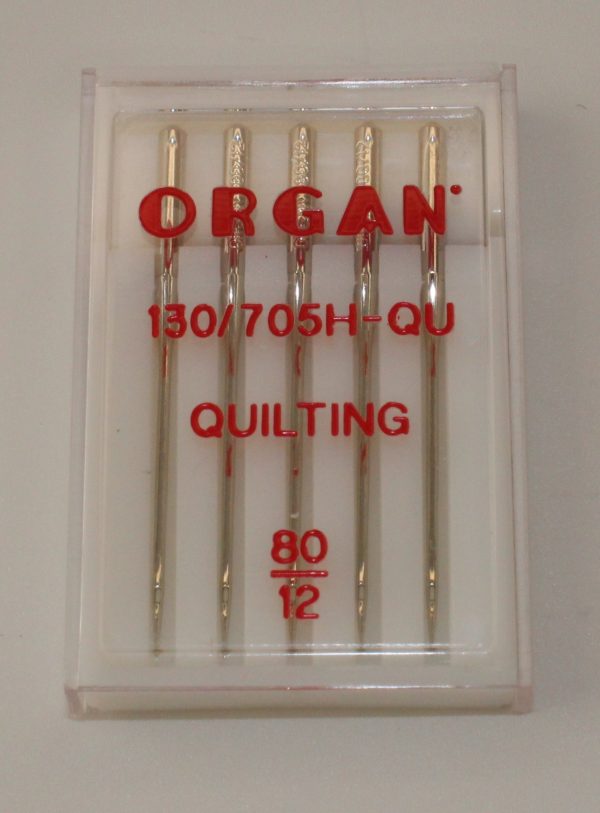 ORGAN
130/705H-QU
QUILTING
80
12